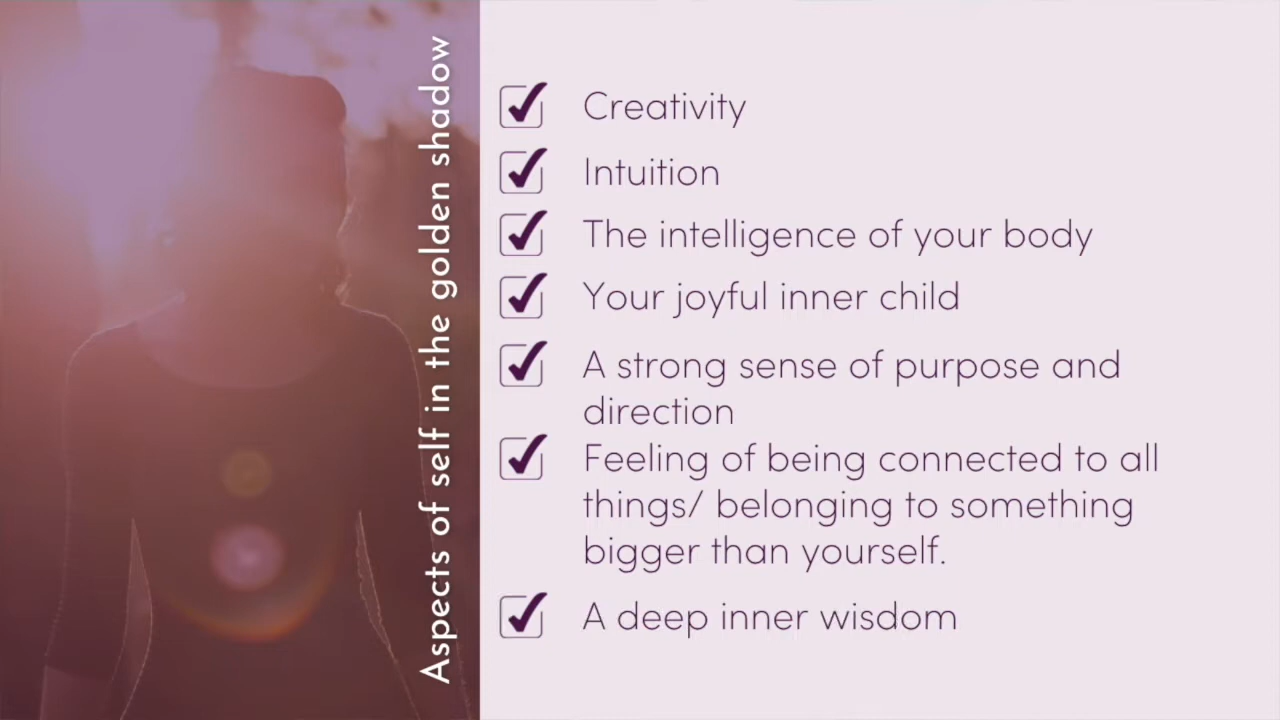 Aspects of self in the golden shadow
Creativity
Intuition
The intelligence of your body
Your joyful inner child
A strong sense of purpose and
direction
Feeling of being connected to all
things/ belonging to something
bigger than yourself.
A deep inner wisdom